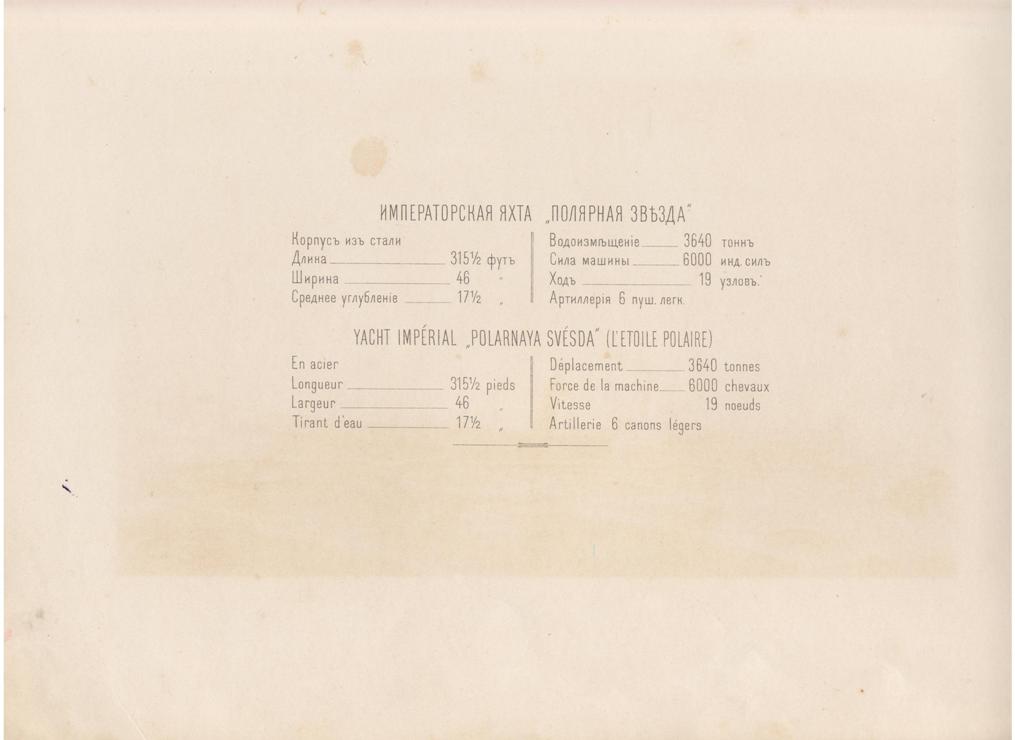 ИМПЕРАТОРСКАЯ ЯХТА „ПОЛЯРНАЯ ЗВѢЗДА“
Корпусъ изъ стали
Длина 315½ футъ
Ширина 46 „
Среднее углубленіе 17½ „
Водоизмѣщеніе 3640 тоннъ
Сила машины 6000 инд. силъ
Ходъ 19 узловъ.
Артиллерія 6 пуш. легк.
YACHT IMPÉRIAL „POLARNAYA SVÉSDA“ (L'ETOILE POLAIRE)
En acier
Longueur 315½ pieds
Largeur 46 „
Tirant d'eau 17½ „
Déplacement 3640 tonnes
Force de la machine 6000 chevaux
Vitesse 19 noeuds
Artillerie 6 canons légers